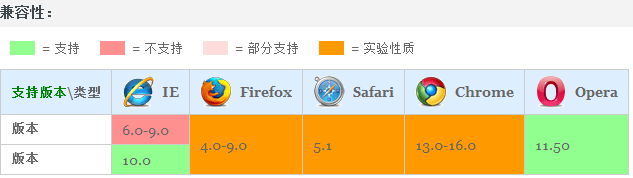 兼容性：
= 支持 = 不支持 = 部分支持 = 实验性质
支持版本\类型 IE Firefox Safari Chrome Opera
版本 6.0-9.0 4.0-9.0 5.1 13.0-16.0 11.50
版本 10.0